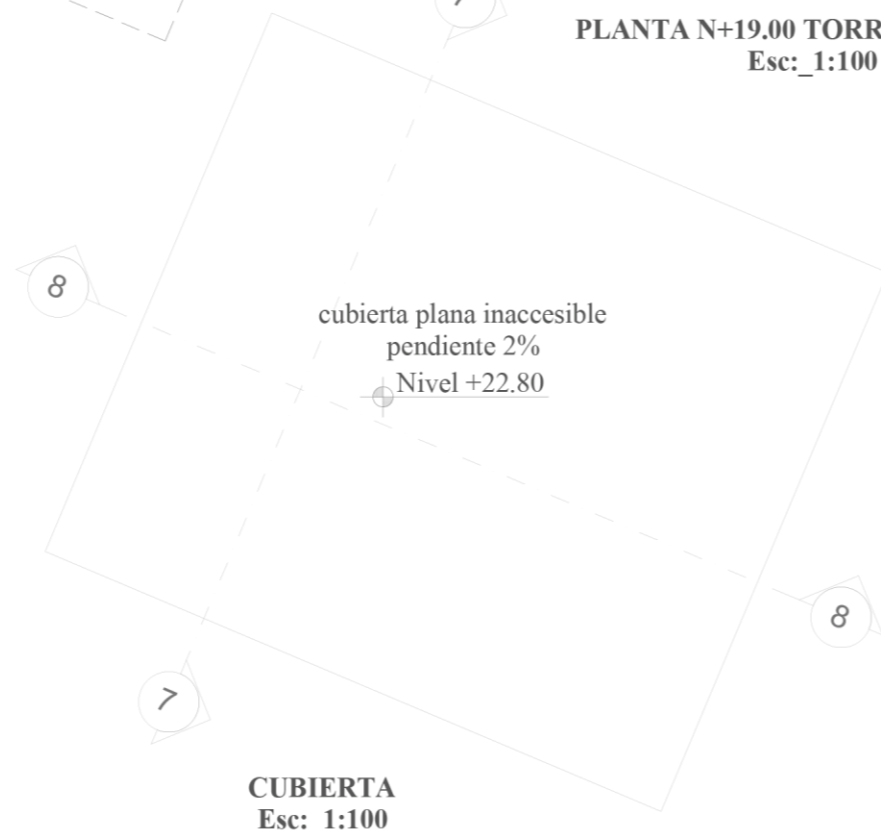 7
PLANTA N+19.00 TORR
Esc:_1:100
8
cubierta plana inaccesible
pendiente 2%
Nivel +22.80
8
7
CUBIERTA
Esc: 1:100